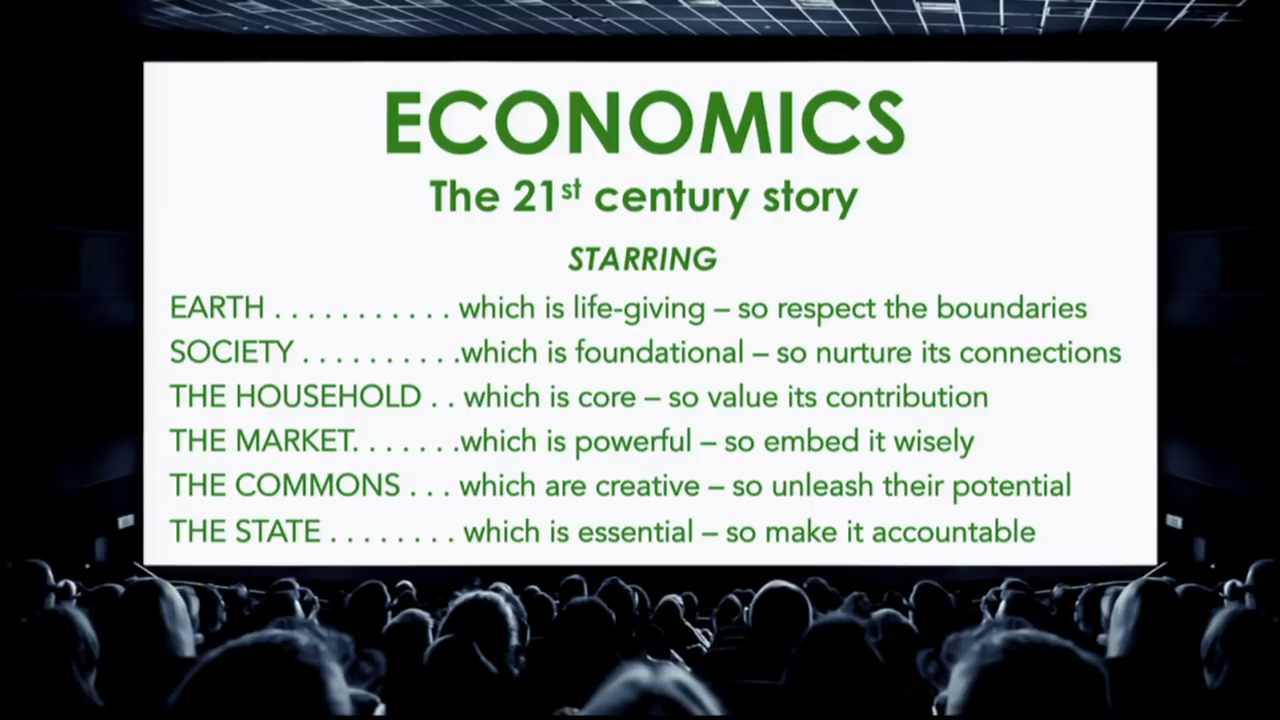 ECONOMICS
The 21st century story
STARRING
EARTH . . . . . . . . . . . which is life-giving – so respect the boundaries
SOCIETY . . . . . . . . . .which is foundational – so nurture its connections
THE HOUSEHOLD . . which is core – so value its contribution
THE MARKET. . . . . . .which is powerful – so embed it wisely
THE COMMONS . . . which are creative – so unleash their potential
THE STATE . . . . . . . . which is essential – so make it accountable